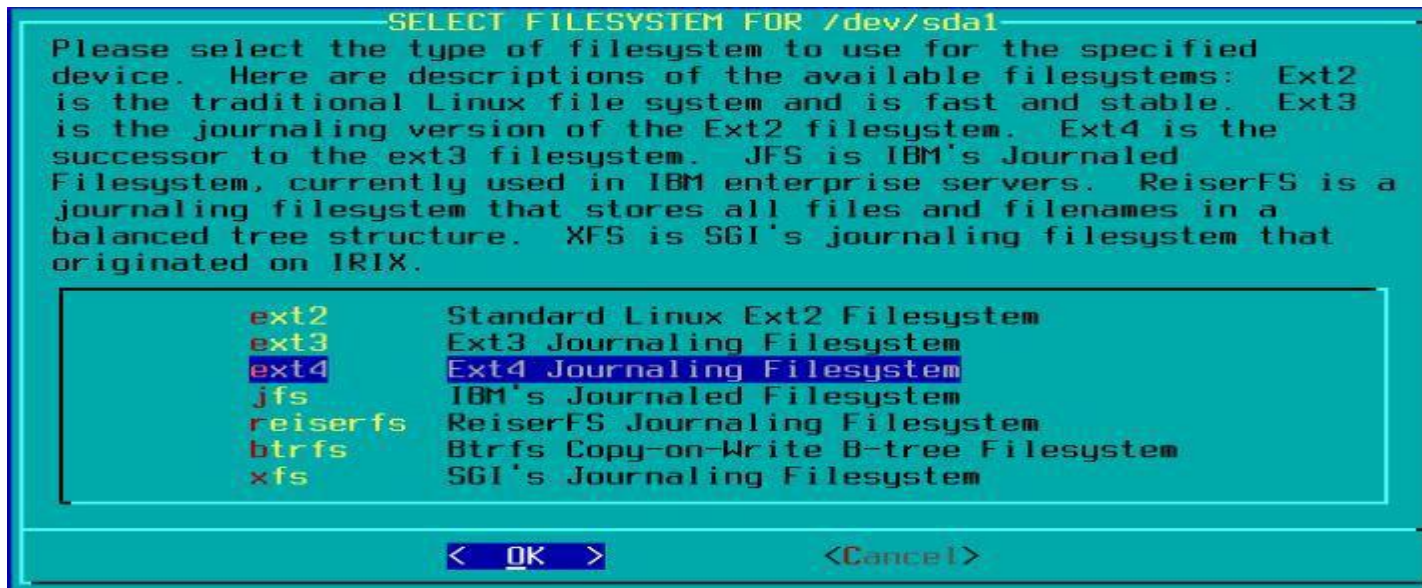 SELECT FILESYSTEM FOR /dev/sda1
Please select the type of filesystem to use for the specified
device.  Here are descriptions of the available filesystems:  Ext2
is the traditional Linux file system and is fast and stable.  Ext3
is the journaling version of the Ext2 filesystem.  Ext4 is the
successor to the ext3 filesystem.  JFS is IBM's Journaled
Filesystem, currently used in IBM enterprise servers.  ReiserFS is a
journaling filesystem that stores all files and filenames in a
balanced tree structure.  XFS is SGI's journaling filesystem that
originated on IRIX.
ext2 Standard Linux Ext2 Filesystem
ext3 Ext3 Journaling Filesystem
ext4 Ext4 Journaling Filesystem
jfs IBM's Journaled Filesystem
reiserfs ReiserFS Journaling Filesystem
btrfs Btrfs Copy-on-Write B-tree Filesystem
xfs SGI's Journaling Filesystem
<  OK  > <Cancel>